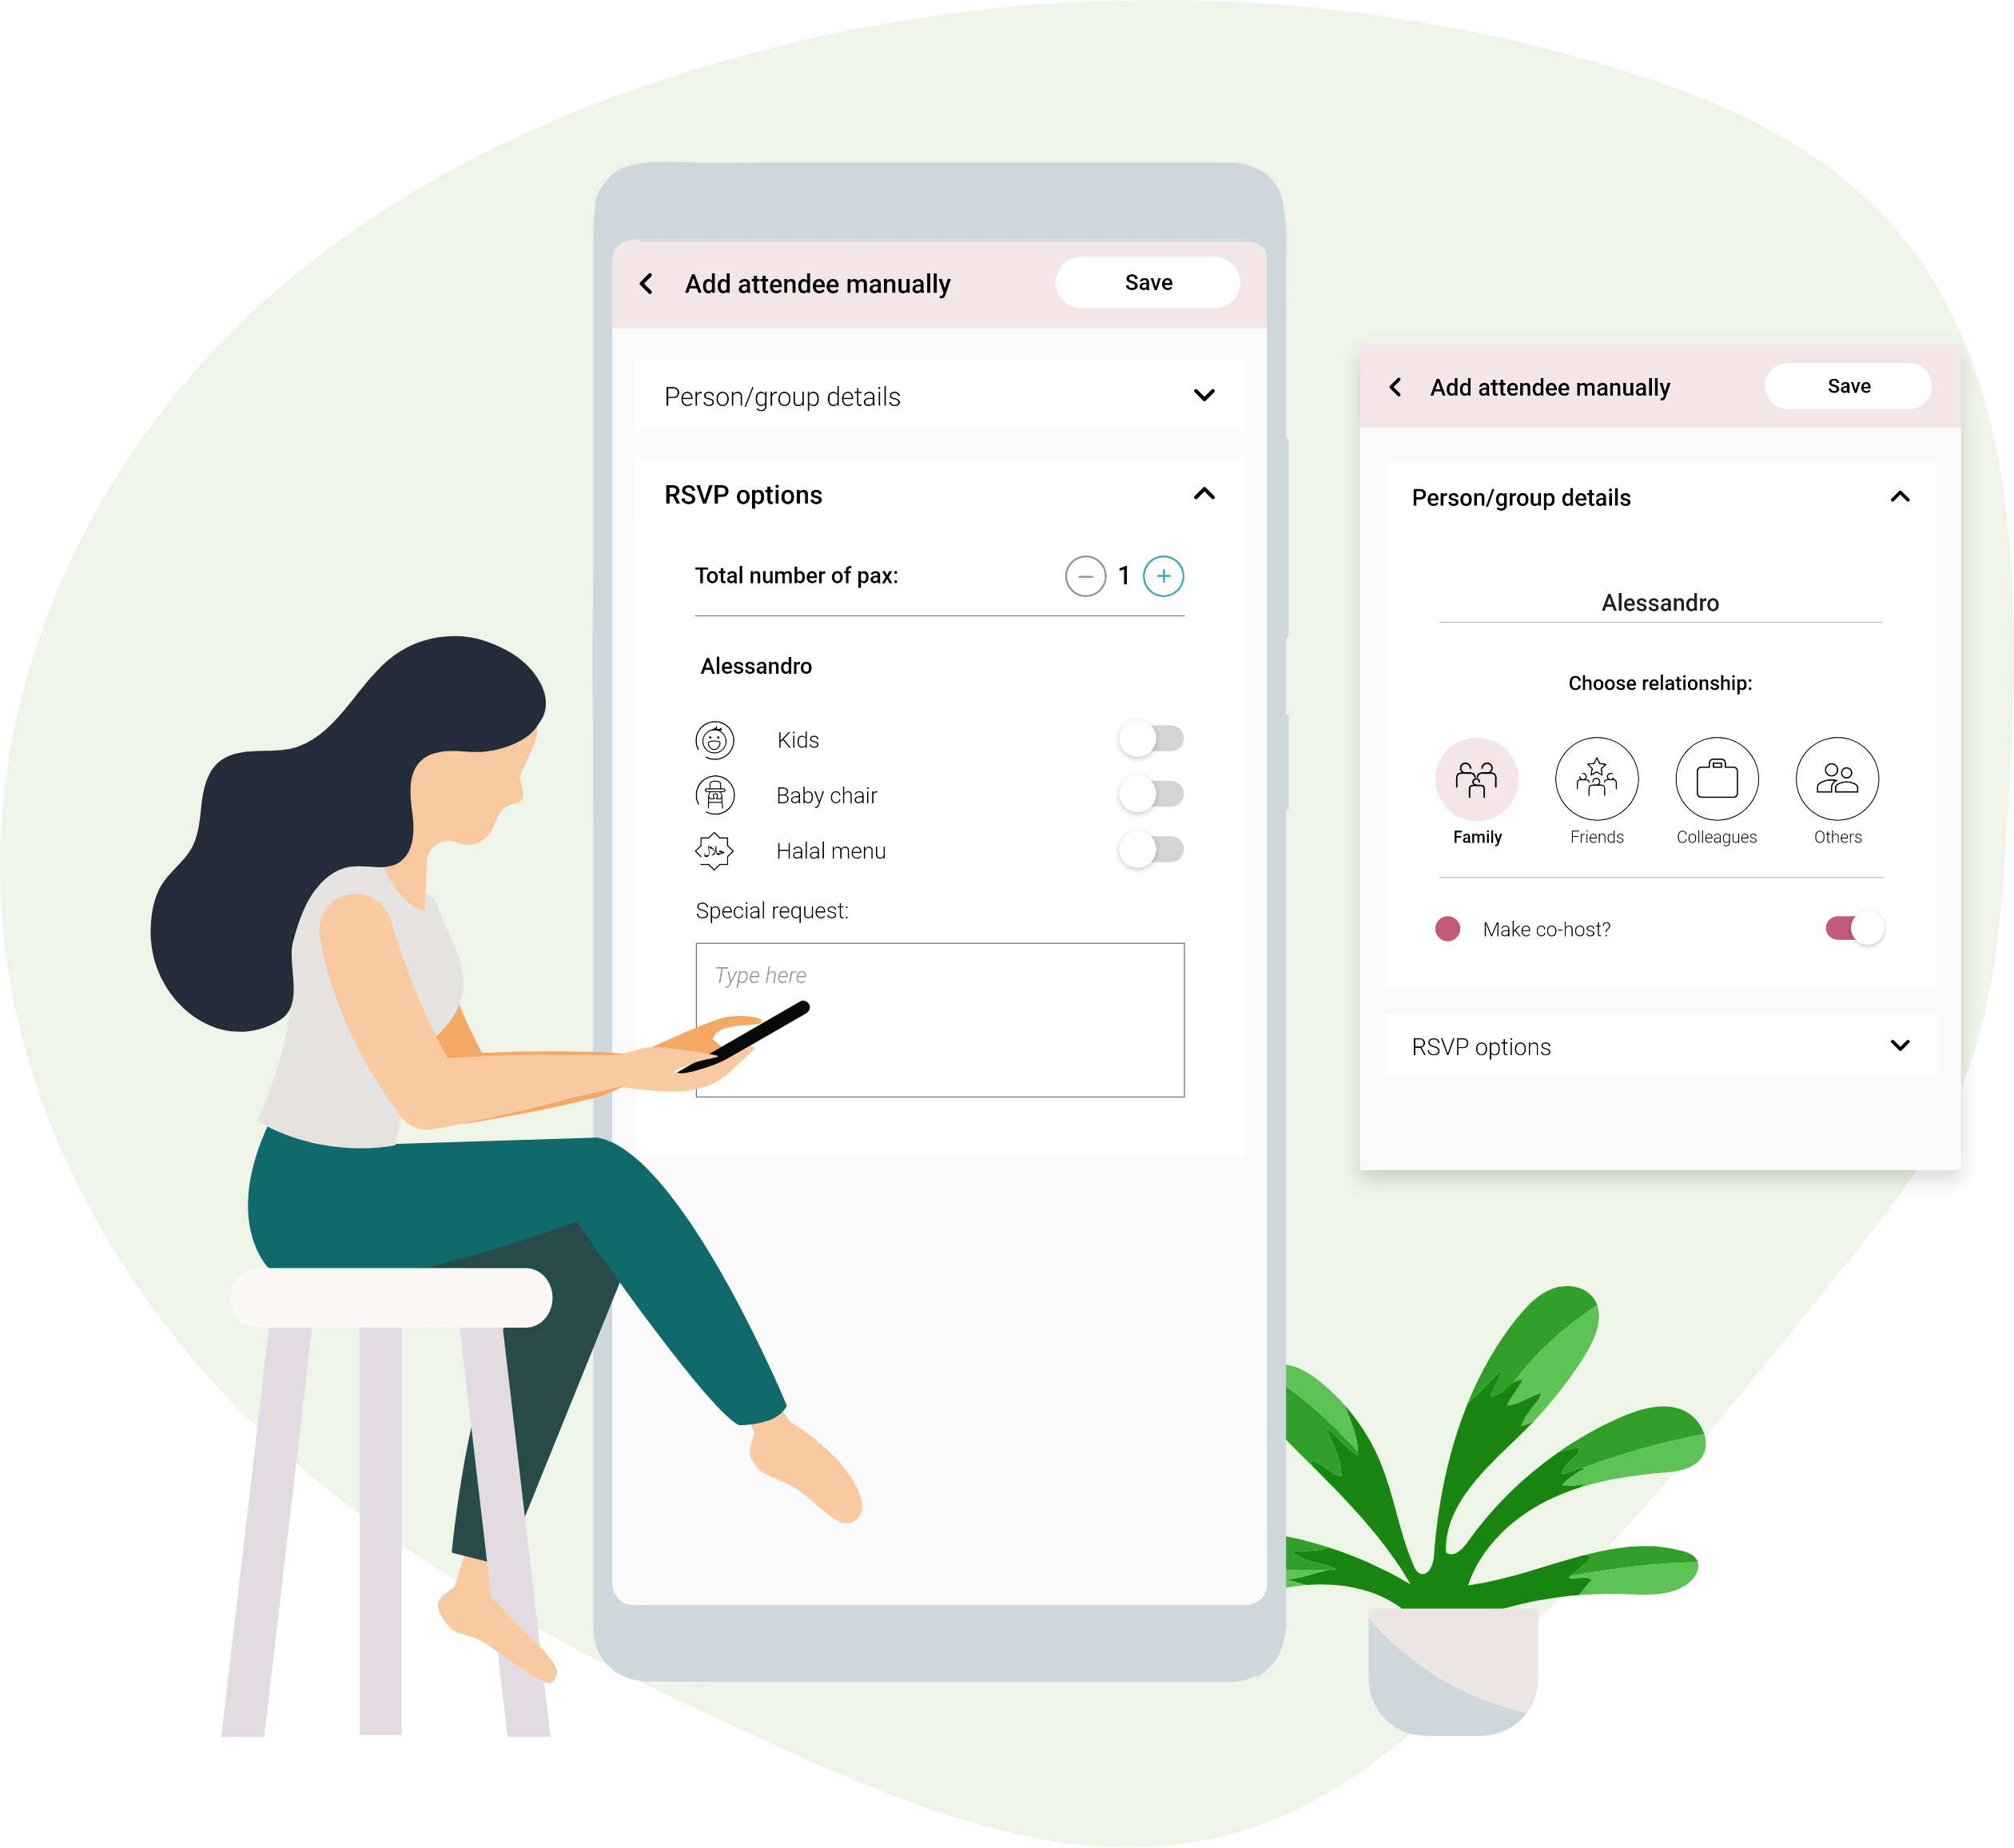 Add attendee manually
Save
Person/group details
RSVP options
Total number of pax:
1
Alessandro
Kids
Baby chair
حلال
Halal menu
Special request:
Type here
Add attendee manually
Save
Person/group details
Alessandro
Choose relationship:
Family
Friends
Colleagues
Others
Make co-host?
RSVP options